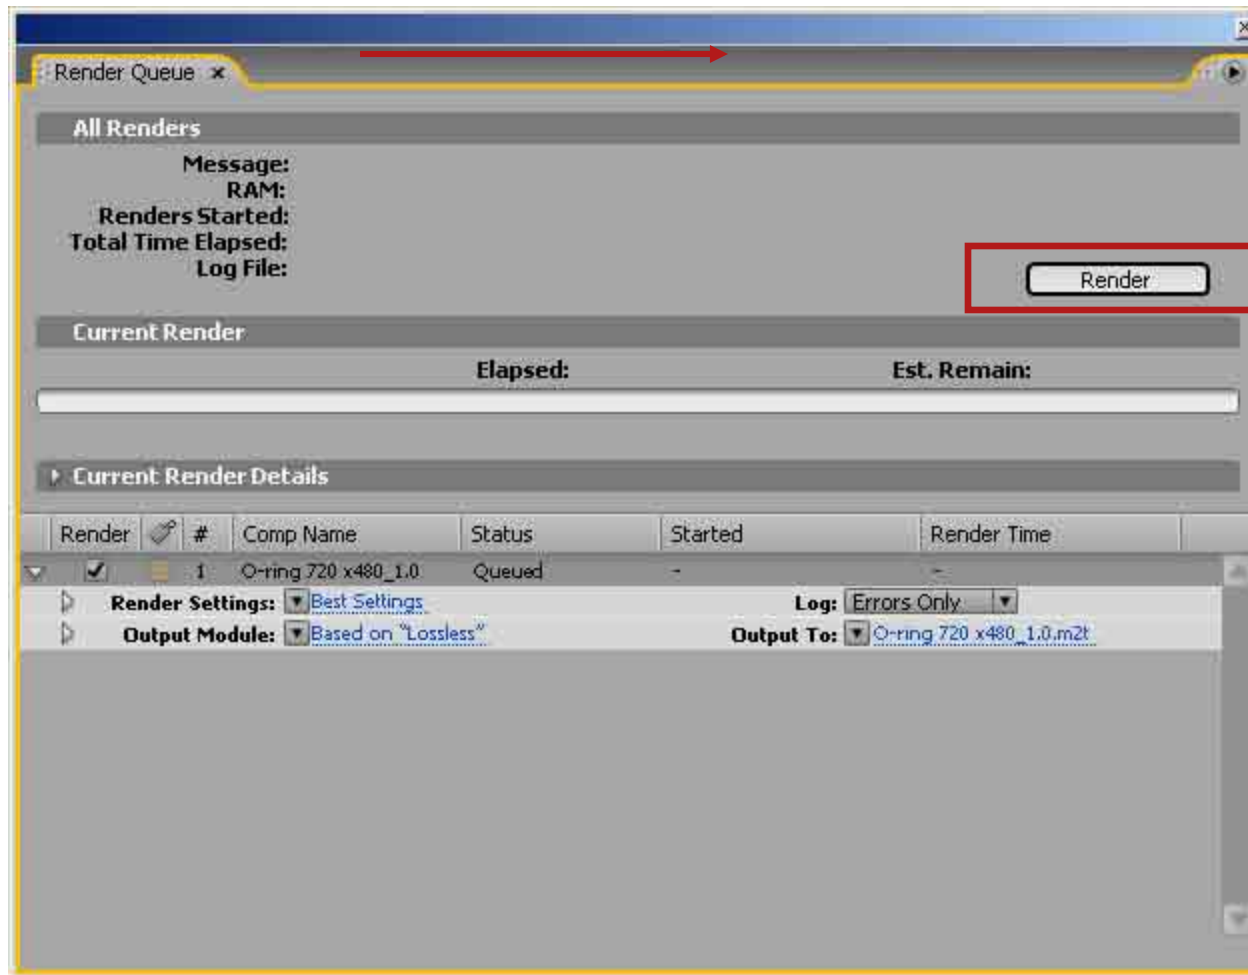 Render Queue
All Renders
Message:
RAM:
Renders Started:
Total Time Elapsed:
Log File:
Render
Current Render
Elapsed: Est. Remain:
Current Render Details
Render # Comp Name Status Started Render Time
1 O-ring 720 x480_1.0 Queued - -
Render Settings: Best Settings Log: Errors Only
Output Module: Based on "Lossless" Output To: O-ring 720 x480_1.0.m2t